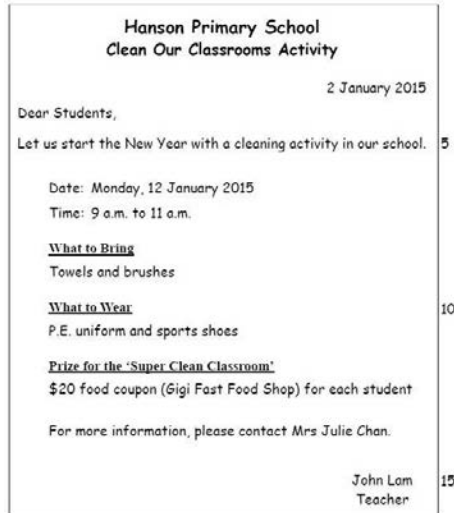 Hanson Primary School
Clean Our Classrooms Activity
2 January 2015
Dear Students,
Let us start the New Year with a cleaning activity in our school. 5
Date: Monday, 12 January 2015
Time: 9 a.m. to 11 a.m.
What to Bring
Towels and brushes
What to Wear 10
P.E. uniform and sports shoes
Prize for the ‘Super Clean Classroom’
$20 food coupon (Gigi Fast Food Shop) for each student
For more information, please contact Mrs Julie Chan.
John Lam 15
Teacher